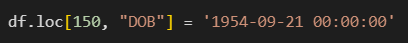 df.loc[150, "DOB"] = '1954-09-21 00:00:00'